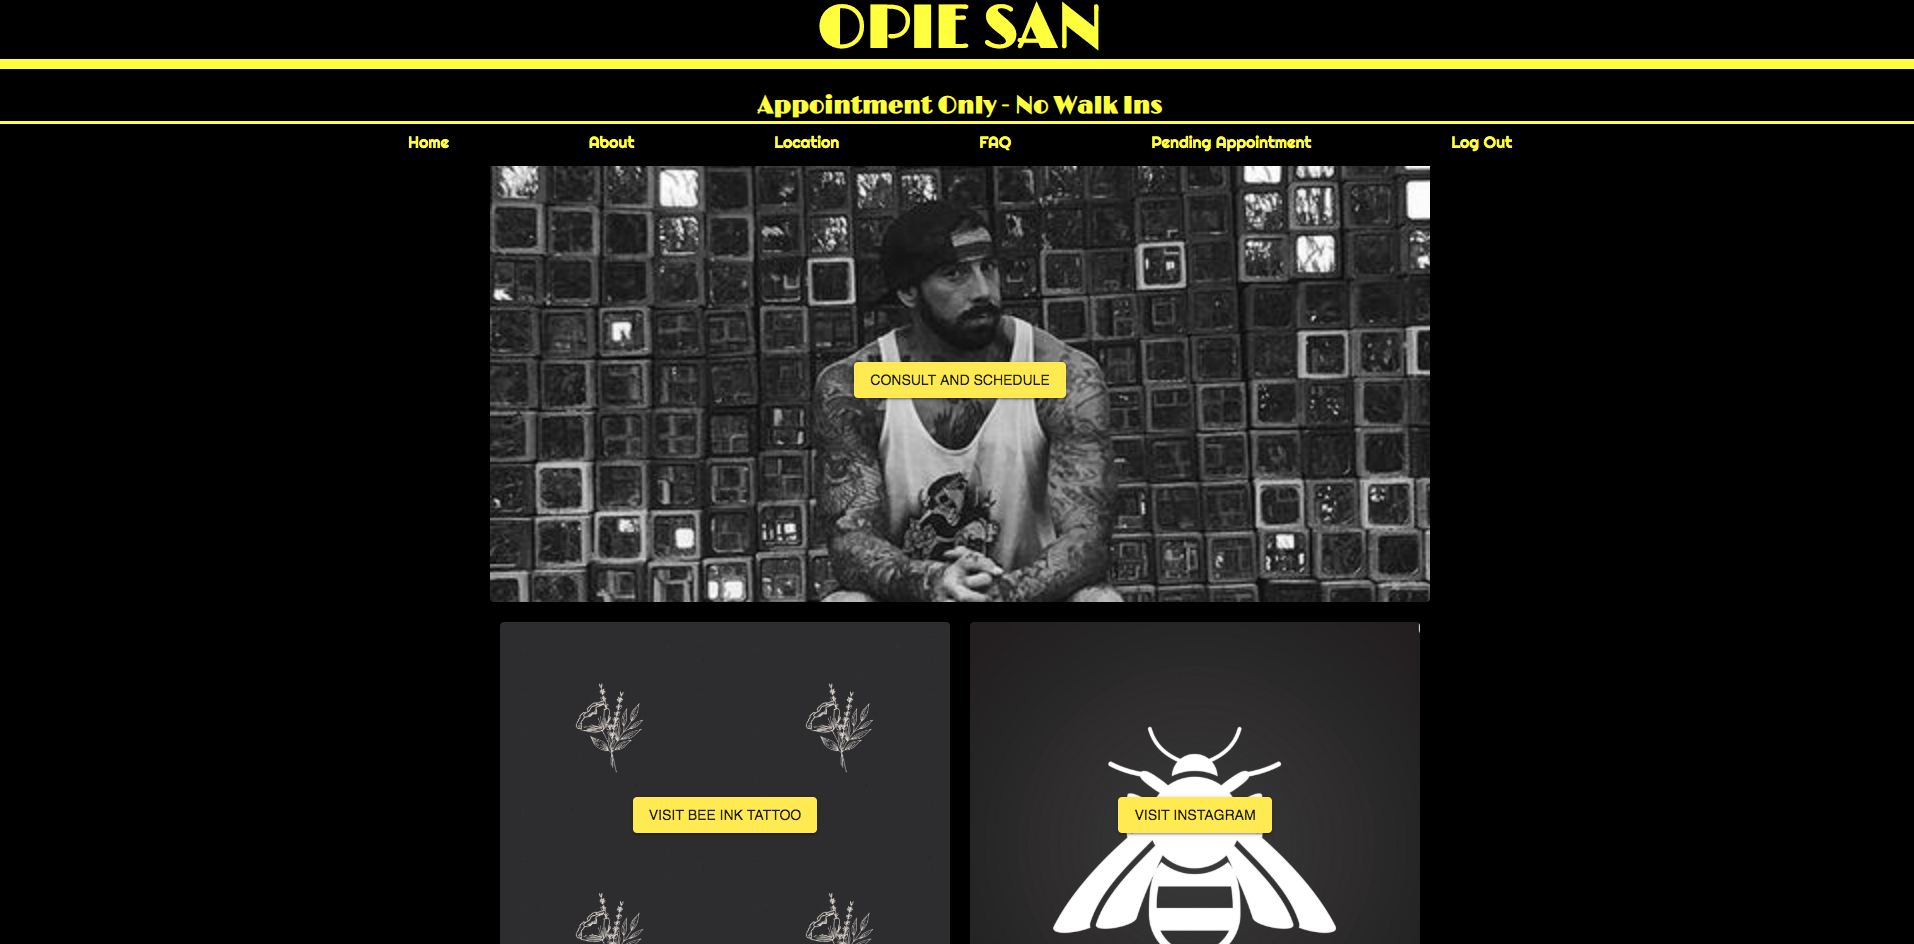 OPIE SAN
Appointment Only - No Walk Ins
Home About Location FAQ Pending Appointment Log Out
CONSULT AND SCHEDULE
VISIT BEE INK TATTOO
VISIT INSTAGRAM